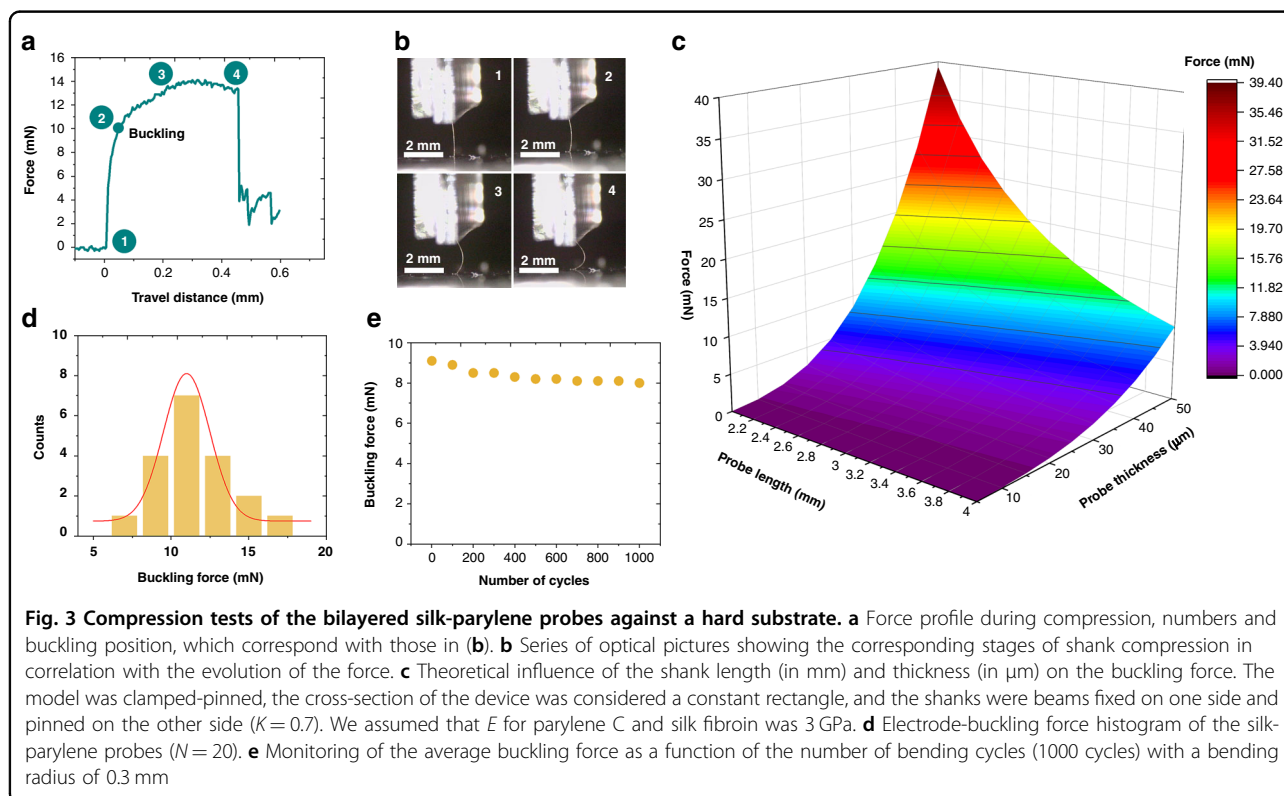 a
16
14
12
10
8
6
4
2
0
Force (mN)
1
2
3
4
Buckling
0
0.2
0.4
0.6
Travel distance (mm)
b
1
2 mm
2
2 mm
3
2 mm
4
2 mm
c
Force (mN)
40
35
30
25
20
15
10
5
0
2.2
2.4
2.6
2.8
3
3.2
3.4
3.6
3.8
4
Probe length (mm)
10
20
30
40
50
Probe thickness (µm)
Force (mN)
39.40
35.46
31.52
27.58
23.64
19.70
15.76
11.82
7.880
3.940
0.000
d
10
8
6
4
2
0
Counts
5
10
15
20
Buckling force (mN)
e
10
8
6
4
2
0
Buckling force (mN)
0
200
400
600
800
1000
Number of cycles
Fig. 3 Compression tests of the bilayered silk-parylene probes against a hard substrate. a Force profile during compression, numbers and
buckling position, which correspond with those in (b). b Series of optical pictures showing the corresponding stages of shank compression in
correlation with the evolution of the force. c Theoretical influence of the shank length (in mm) and thickness (in µm) on the buckling force. The
model was clamped-pinned, the cross-section of the device was considered a constant rectangle, and the shanks were beams fixed on one side and
pinned on the other side (K = 0.7). We assumed that E for parylene C and silk fibroin was 3 GPa. d Electrode-buckling force histogram of the silk-
parylene probes (N = 20). e Monitoring of the average buckling force as a function of the number of bending cycles (1000 cycles) with a bending
radius of 0.3 mm